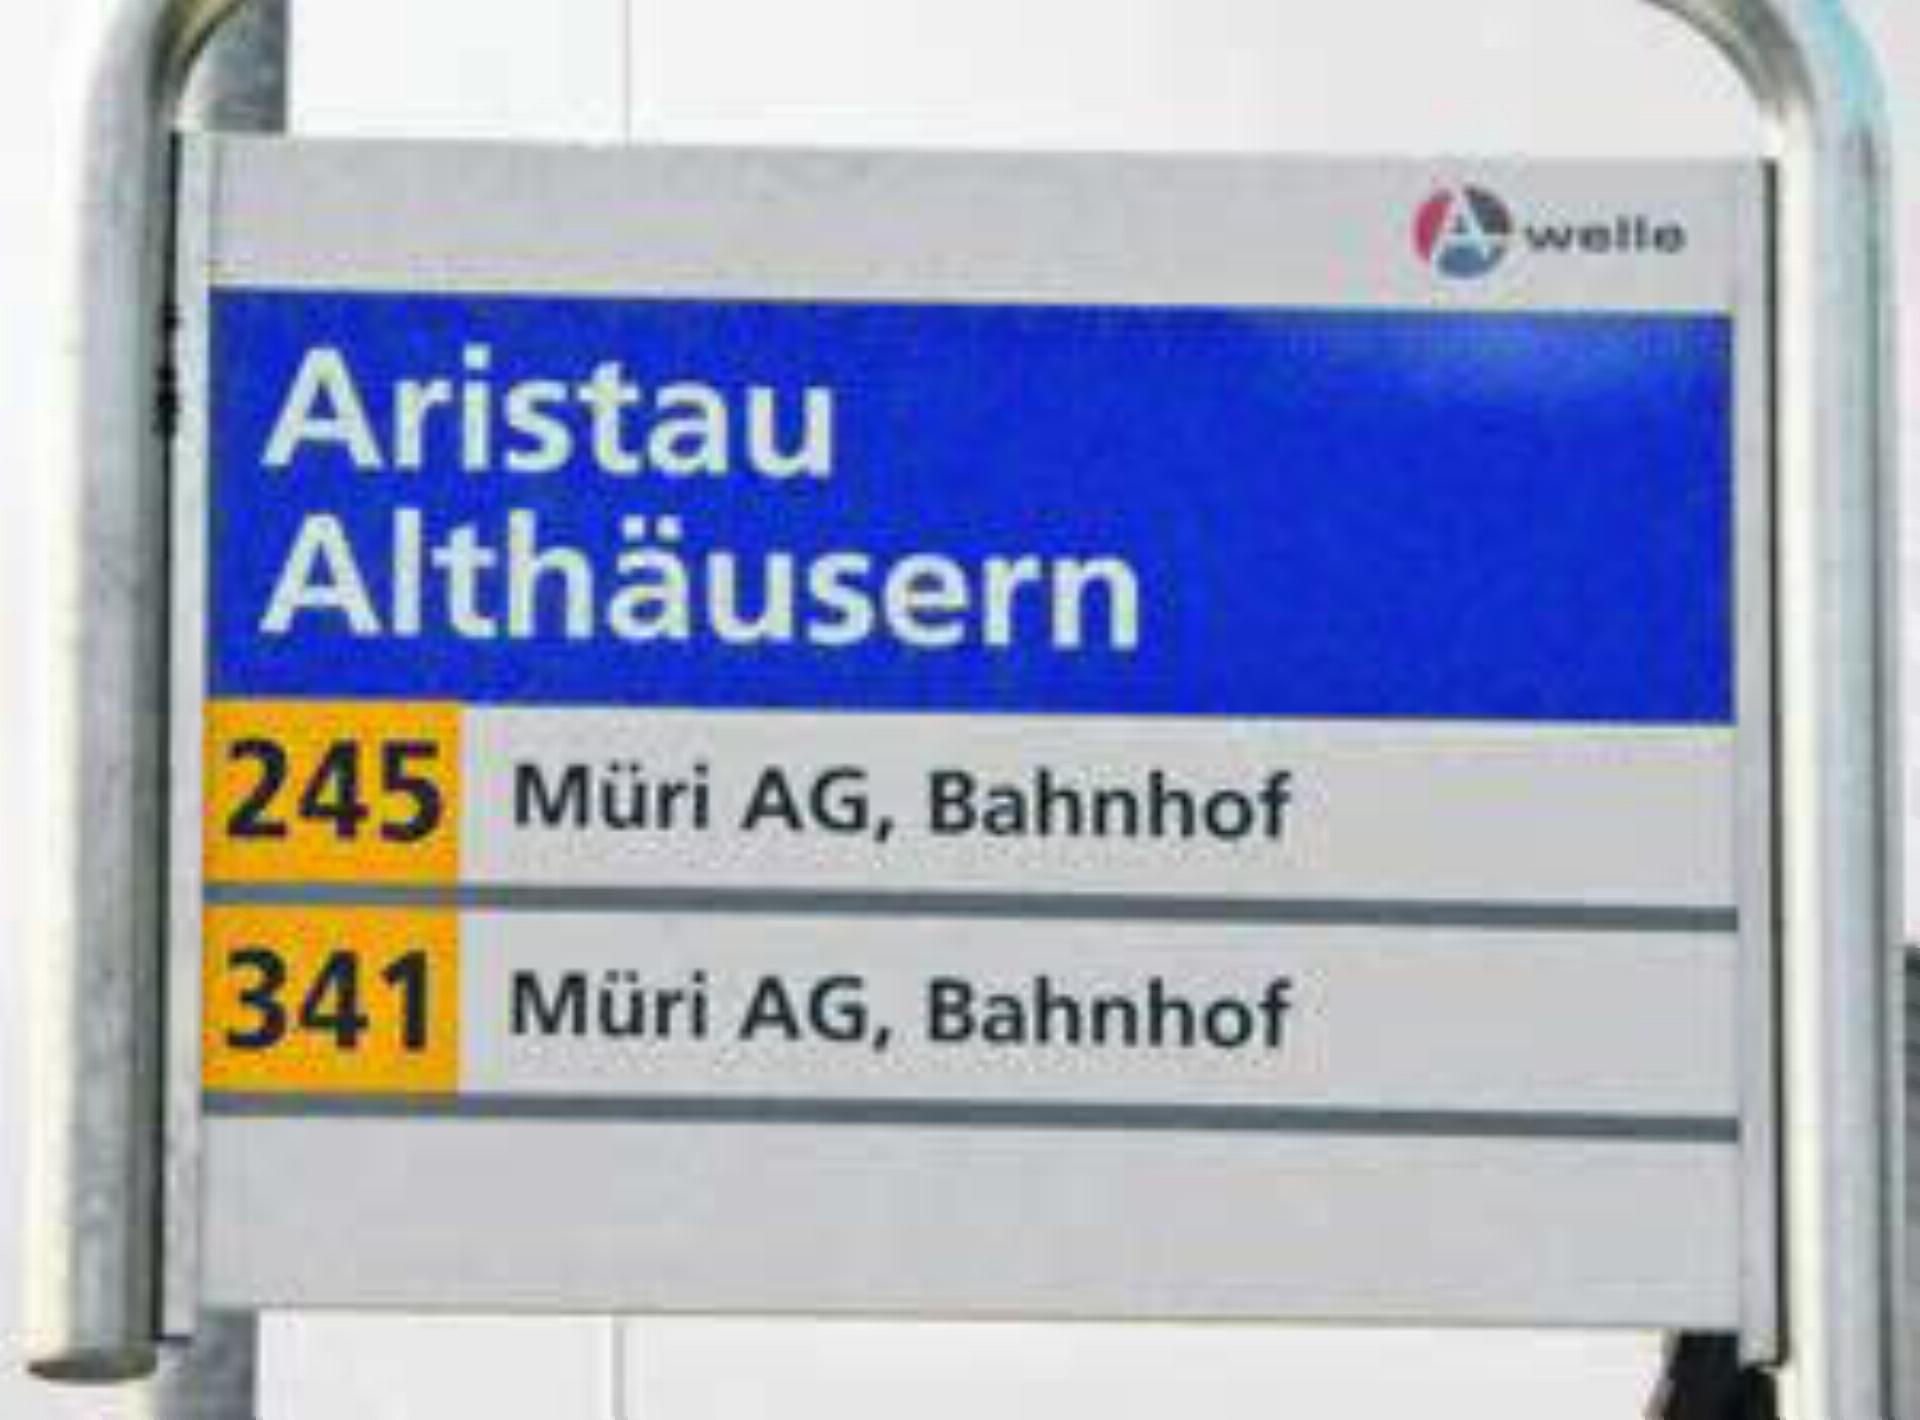 A welle
Aristau
Althäusern
245 Müri AG, Bahnhof
341 Müri AG, Bahnhof